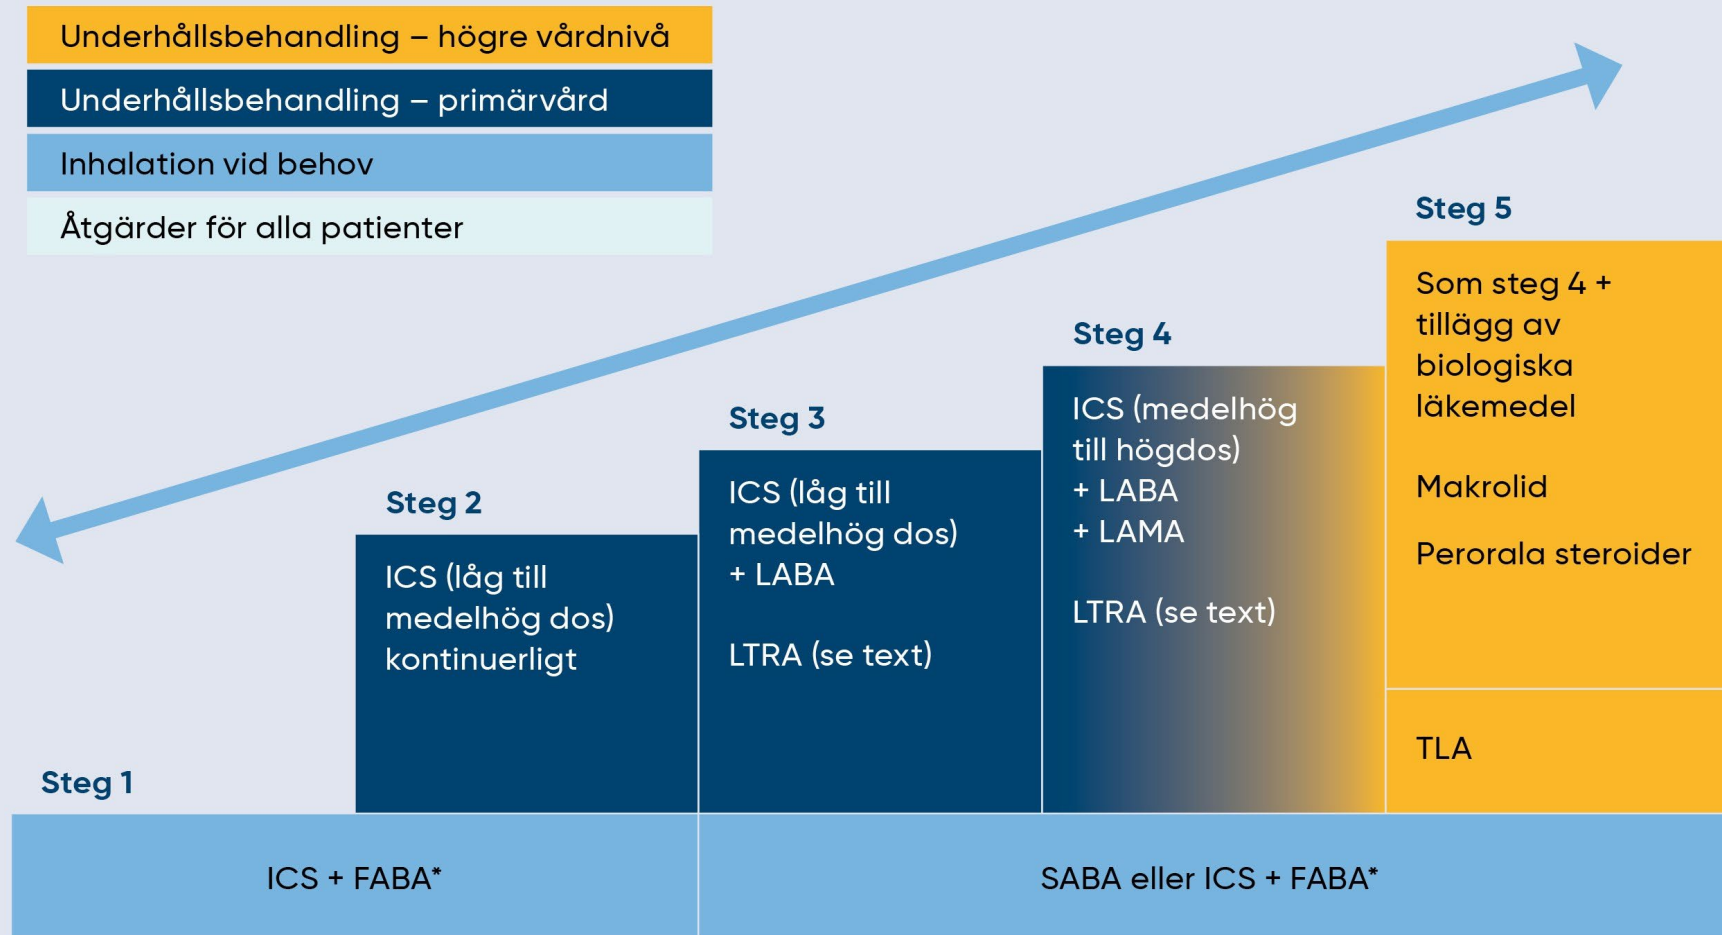 Underhållsbehandling – högre vårdnivå
Underhållsbehandling – primärvård
Inhalation vid behov
Åtgärder för alla patienter
Steg 1
Steg 2
ICS (låg till
medelhög dos)
kontinuerligt
Steg 3
ICS (låg till
medelhög dos)
+ LABA
LTRA (se text)
Steg 4
ICS (medelhög
till högdos)
+ LABA
+ LAMA
LTRA (se text)
Steg 5
Som steg 4 +
tillägg av
biologiska
läkemedel
Makrolid
Perorala steroider
TLA
ICS + FABA*
SABA eller ICS + FABA*